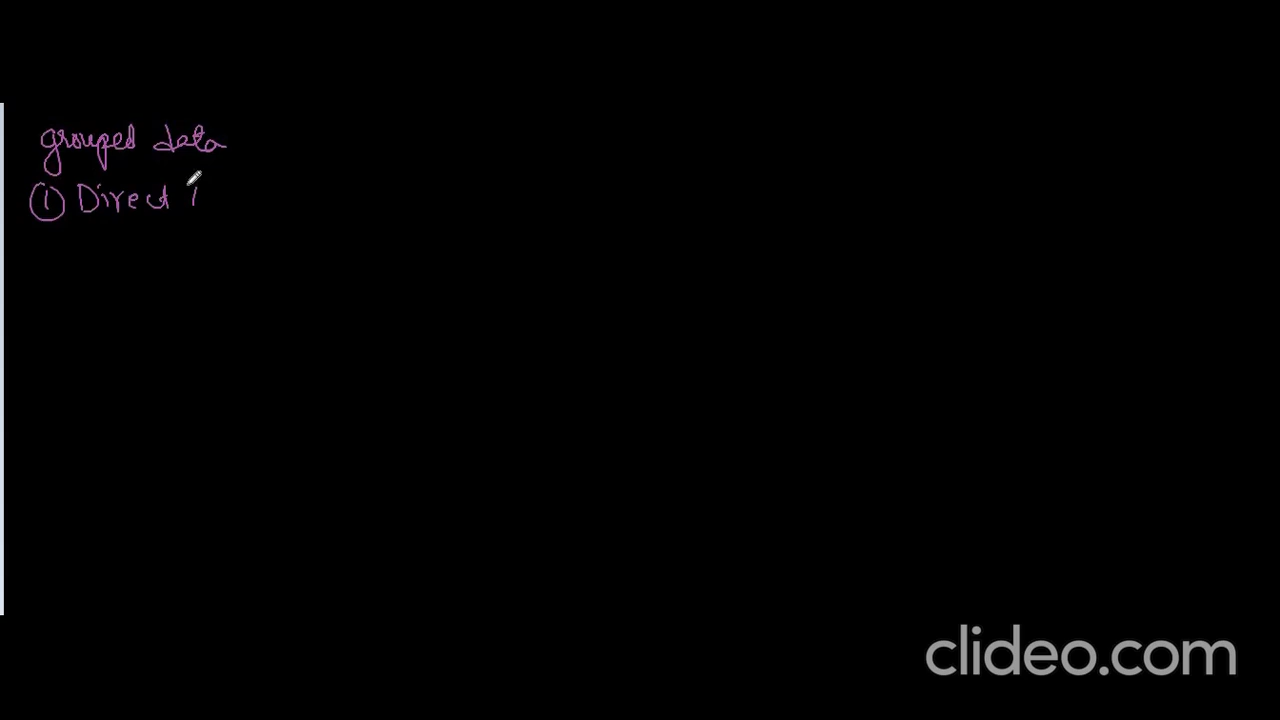 grouped data
① Direct
clideo.com